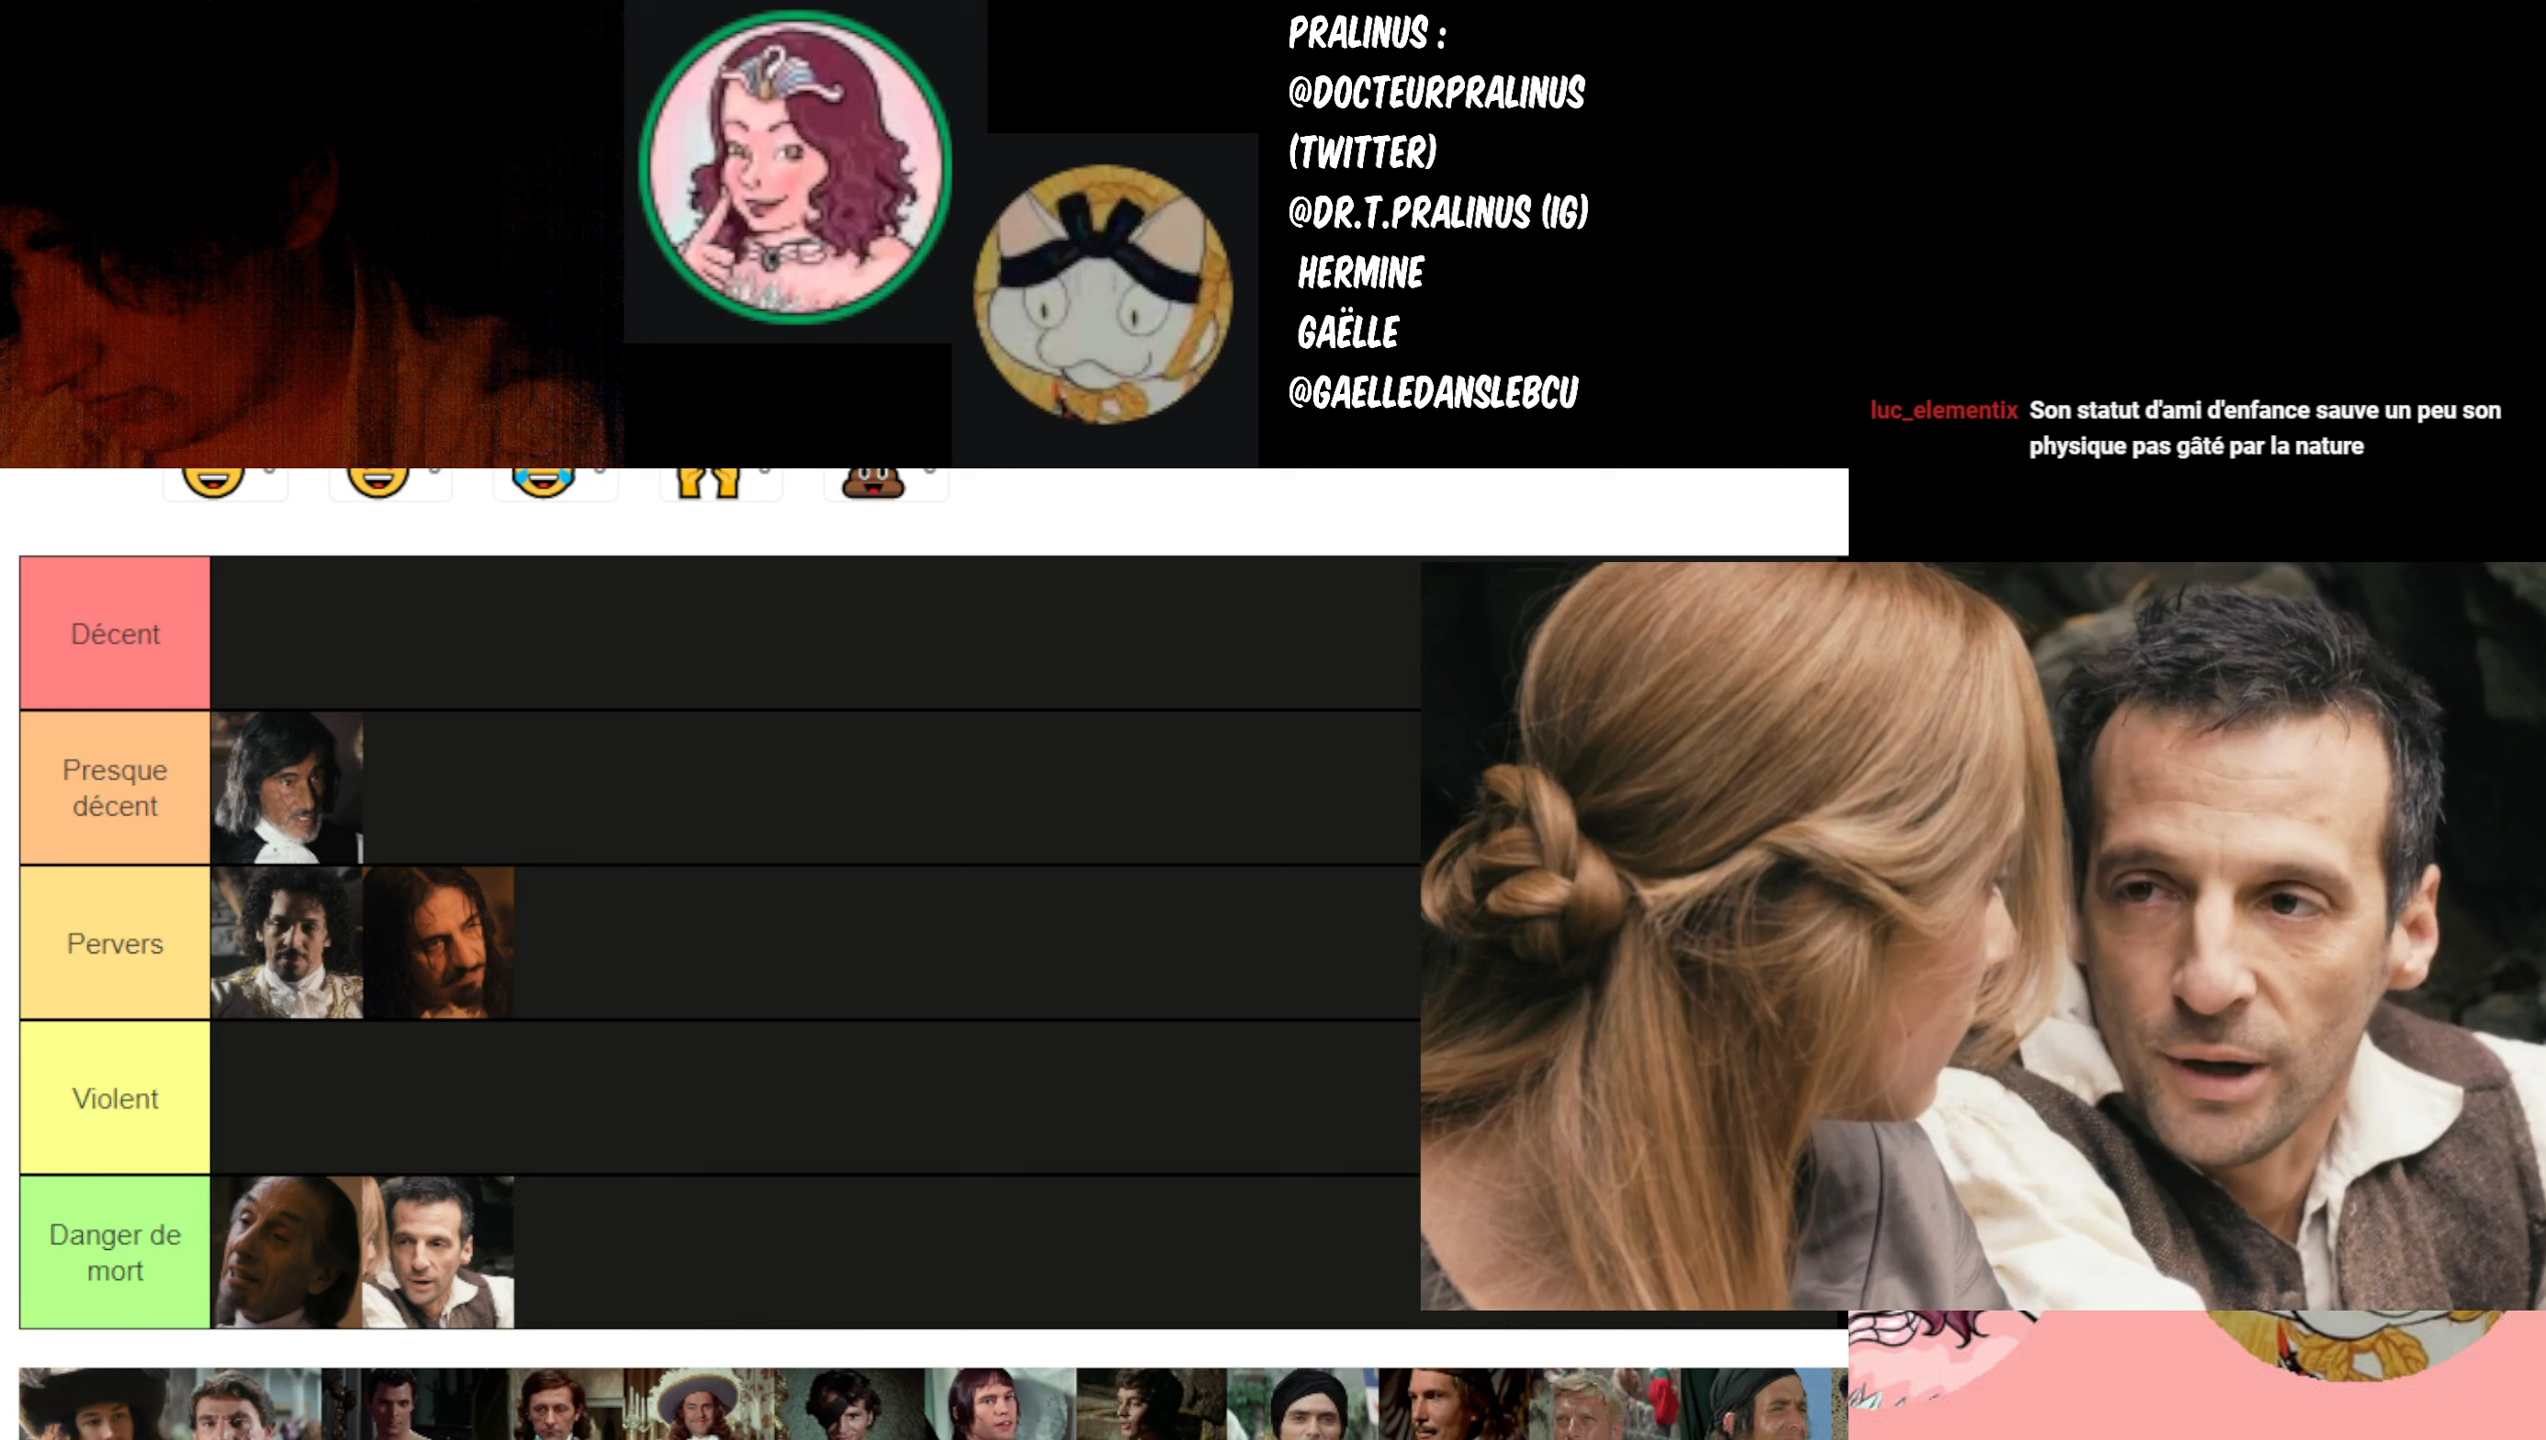 PRALINUS :
@DOCTEURPRALINUS
(TWITTER)
@DR.T.PRALINUS (IG)
HERMINE
GAËLLE
@GAELLEDANSLEBCU
luc_elementix Son statut d'ami d'enfance sauve un peu son
physique pas gâté par la nature
Décent
Presque
décent
Pervers
Violent
Danger de
mort